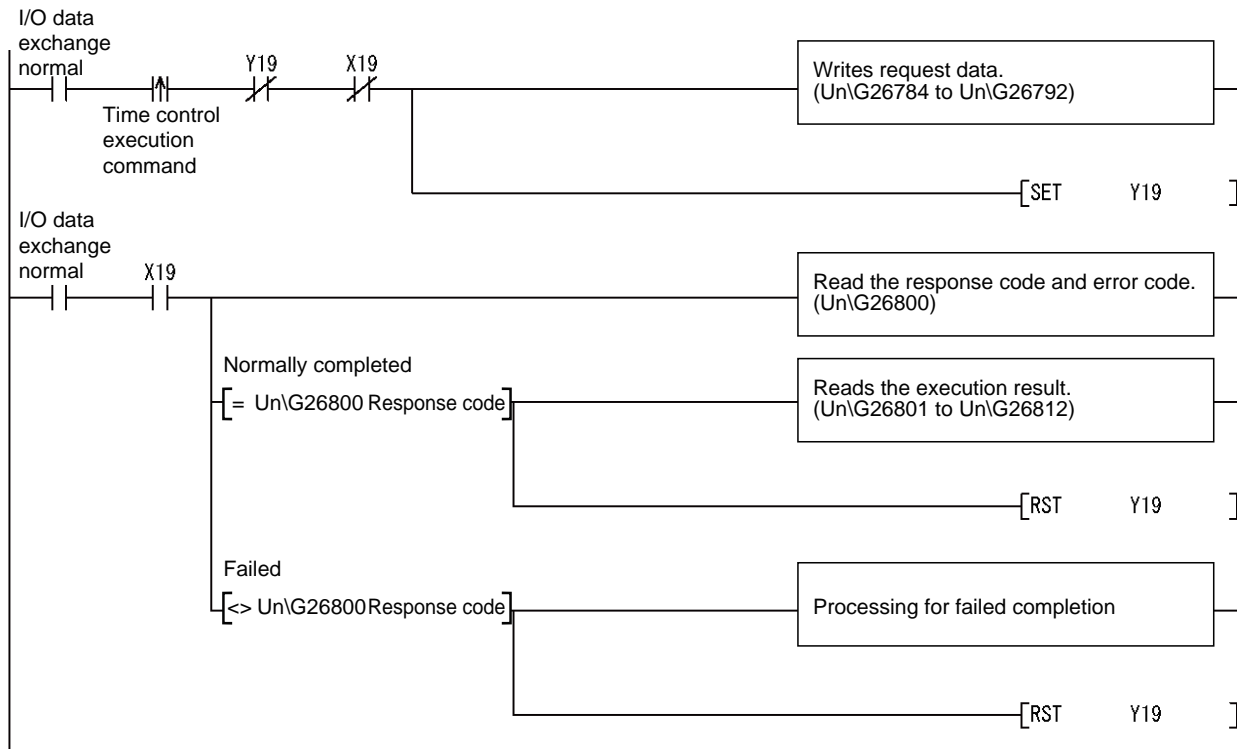 I/O data
exchange
normal
Y19
X19
Time control
execution
command
Writes request data.
(Un\G26784 to Un\G26792)
SET Y19
I/O data
exchange
normal
X19
Read the response code and error code.
(Un\G26800)
Normally completed
= Un\G26800 Response code
Reads the execution result.
(Un\G26801 to Un\G26812)
RST Y19
Failed
<> Un\G26800 Response code
Processing for failed completion
RST Y19